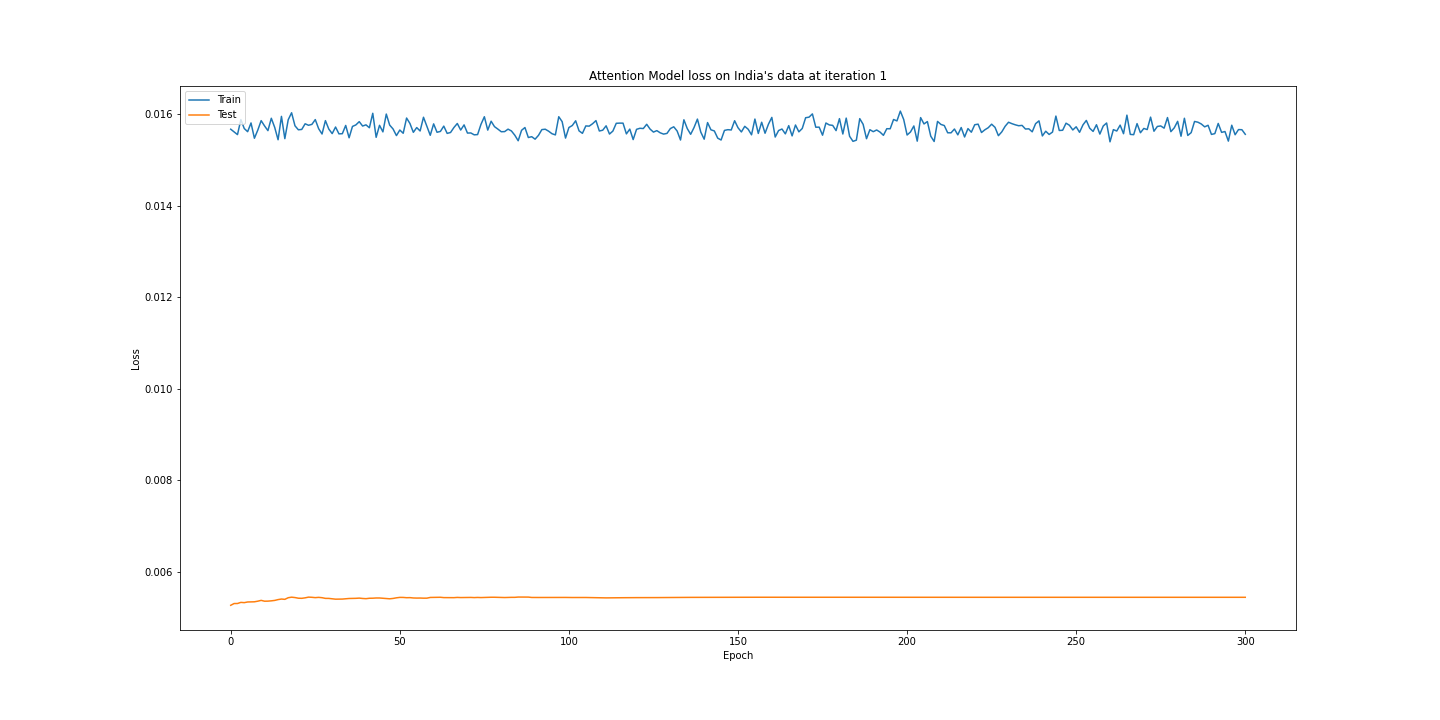 Attention Model loss on India's data at iteration 1
Train
Test
0.016
0.014
0.012
0.010
0.008
0.006
Loss
0 50 100 150 200 250 300
Epoch